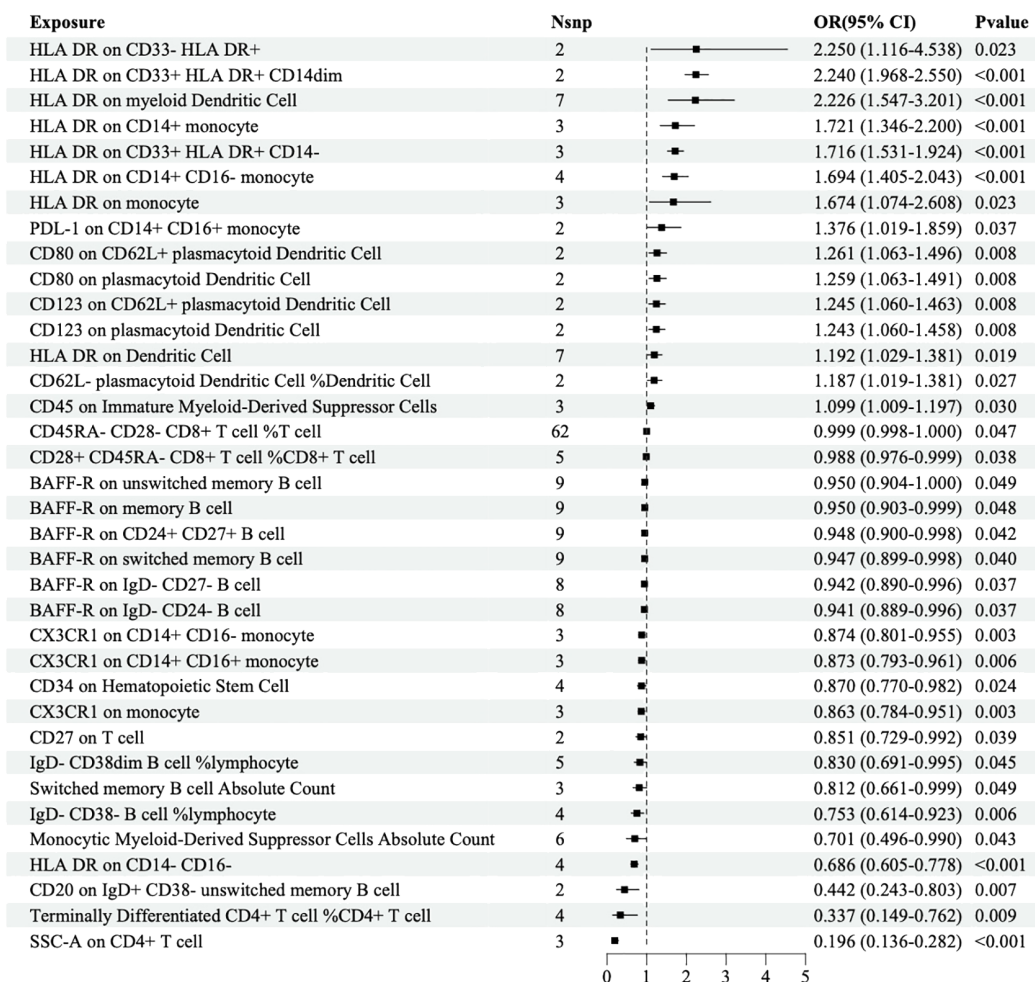 Exposure Nsnp OR(95% CI) Pvalue
HLA DR on CD33- HLA DR+ 2 2.250 (1.116-4.538) 0.023
HLA DR on CD33+ HLA DR+ CD14dim 2 2.240 (1.968-2.550) <0.001
HLA DR on myeloid Dendritic Cell 7 2.226 (1.547-3.201) <0.001
HLA DR on CD14+ monocyte 3 1.721 (1.346-2.200) <0.001
HLA DR on CD33+ HLA DR+ CD14- 3 1.716 (1.531-1.924) <0.001
HLA DR on CD14+ CD16- monocyte 4 1.694 (1.405-2.043) <0.001
HLA DR on monocyte 3 1.674 (1.074-2.608) 0.023
PDL-1 on CD14+ CD16+ monocyte 2 1.376 (1.019-1.859) 0.037
CD80 on CD62L+ plasmacytoid Dendritic Cell 2 1.261 (1.063-1.496) 0.008
CD80 on plasmacytoid Dendritic Cell 2 1.259 (1.063-1.491) 0.008
CD123 on CD62L+ plasmacytoid Dendritic Cell 2 1.245 (1.060-1.463) 0.008
CD123 on plasmacytoid Dendritic Cell 2 1.243 (1.060-1.458) 0.008
HLA DR on Dendritic Cell 7 1.192 (1.029-1.381) 0.019
CD62L- plasmacytoid Dendritic Cell %Dendritic Cell 2 1.187 (1.019-1.381) 0.027
CD45 on Immature Myeloid-Derived Suppressor Cells 3 1.099 (1.009-1.197) 0.030
CD45RA- CD28- CD8+ T cell %T cell 62 0.999 (0.998-1.000) 0.047
CD28+ CD45RA- CD8+ T cell %CD8+ T cell 5 0.988 (0.976-0.999) 0.038
BAFF-R on unswitched memory B cell 9 0.950 (0.904-1.000) 0.049
BAFF-R on memory B cell 9 0.950 (0.903-0.999) 0.048
BAFF-R on CD24+ CD27+ B cell 9 0.948 (0.900-0.998) 0.042
BAFF-R on switched memory B cell 9 0.947 (0.899-0.998) 0.040
BAFF-R on IgD- CD27- B cell 8 0.942 (0.890-0.996) 0.037
BAFF-R on IgD- CD24- B cell 8 0.941 (0.889-0.996) 0.037
CX3CR1 on CD14+ CD16- monocyte 3 0.874 (0.801-0.955) 0.003
CX3CR1 on CD14+ CD16+ monocyte 3 0.873 (0.793-0.961) 0.006
CD34 on Hematopoietic Stem Cell 4 0.870 (0.770-0.982) 0.024
CX3CR1 on monocyte 3 0.863 (0.784-0.951) 0.003
CD27 on T cell 2 0.851 (0.729-0.992) 0.039
IgD- CD38dim B cell %lymphocyte 5 0.830 (0.691-0.995) 0.045
Switched memory B cell Absolute Count 3 0.812 (0.661-0.999) 0.049
IgD- CD38- B cell %lymphocyte 4 0.753 (0.614-0.923) 0.006
Monocytic Myeloid-Derived Suppressor Cells Absolute Count 6 0.701 (0.496-0.990) 0.043
HLA DR on CD14- CD16- 4 0.686 (0.605-0.778) <0.001
CD20 on IgD+ CD38- unswitched memory B cell 2 0.442 (0.243-0.803) 0.007
Terminally Differentiated CD4+ T cell %CD4+ T cell 4 0.337 (0.149-0.762) 0.009
SSC-A on CD4+ T cell 3 0.196 (0.136-0.282) <0.001
0 1 2 3 4 5